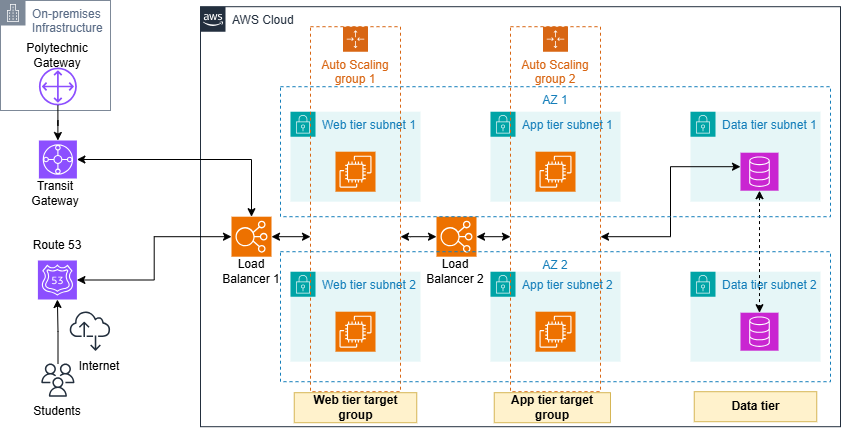 On-premises
Infrastructure
Polytechnic
Gateway
Transit
Gateway
Route 53
53
Internet
Students
aws
AWS Cloud
Auto Scaling
group 1
Auto Scaling
group 2
AZ 1
Web tier subnet 1
App tier subnet 1
Data tier subnet 1
Load
Balancer 1
Load
Balancer 2
AZ 2
Web tier subnet 2
App tier subnet 2
Data tier subnet 2
Web tier target
group
App tier target
group
Data tier